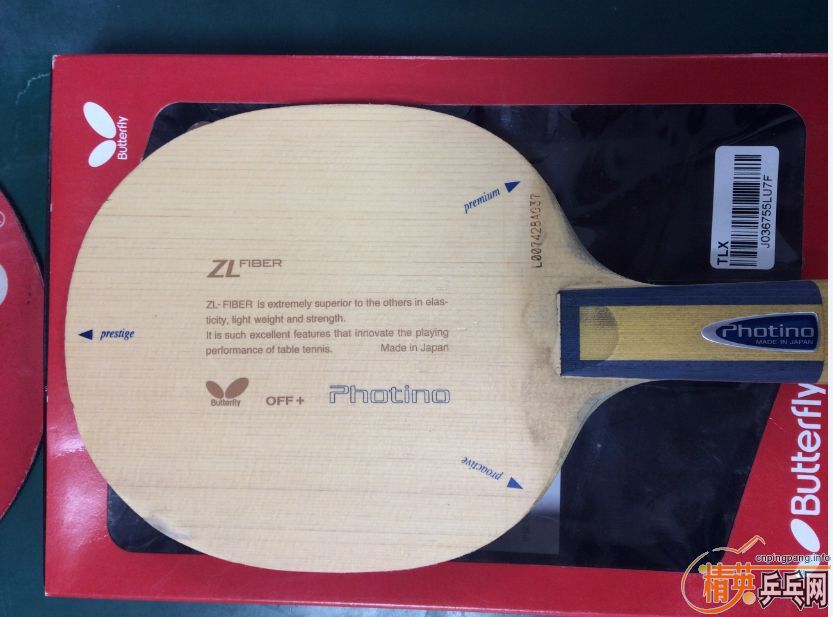 Butterfly
ZL FIBER
ZL-FIBER is extremely superior to the others in elas-
ticity, light weight and strength.
It is such excellent features that innovate the playing
performance of table tennis. Made in Japan
Butterfly
OFF+
Photino
prestige
premium
proactive
L007428A037
TLX
J036755LU7F
Photino
MADE IN JAPAN
Butterfly
cnpingpang.info
精英乒乓网